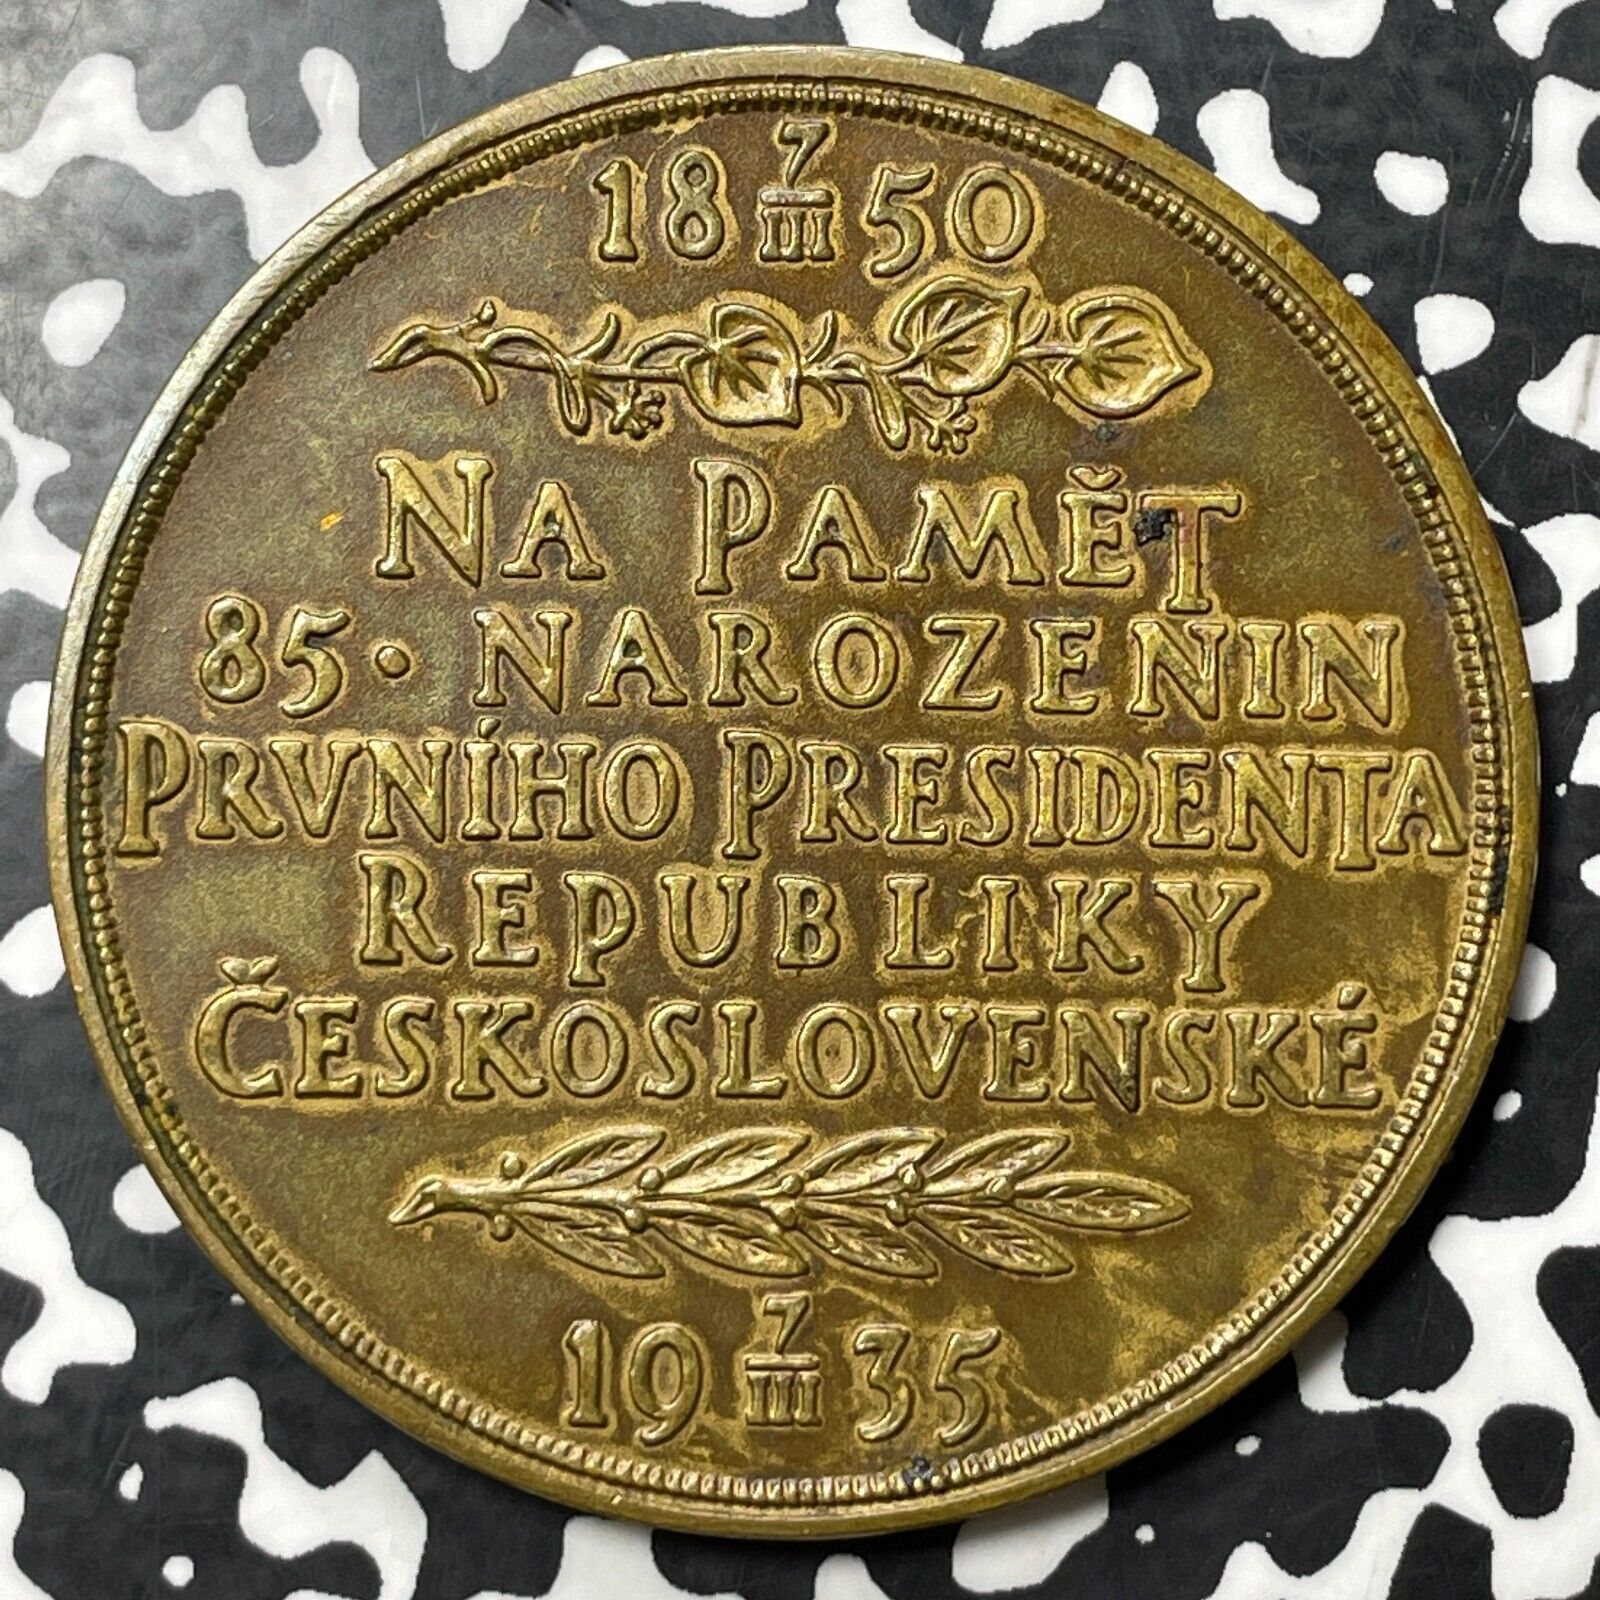 18 7/III 50
NA PAMĚT
85. NAROZENIN
PRVNÍHO PRESIDENTA
REPUBLIKY
ČESKOSLOVENSKÉ
19 7/III 35